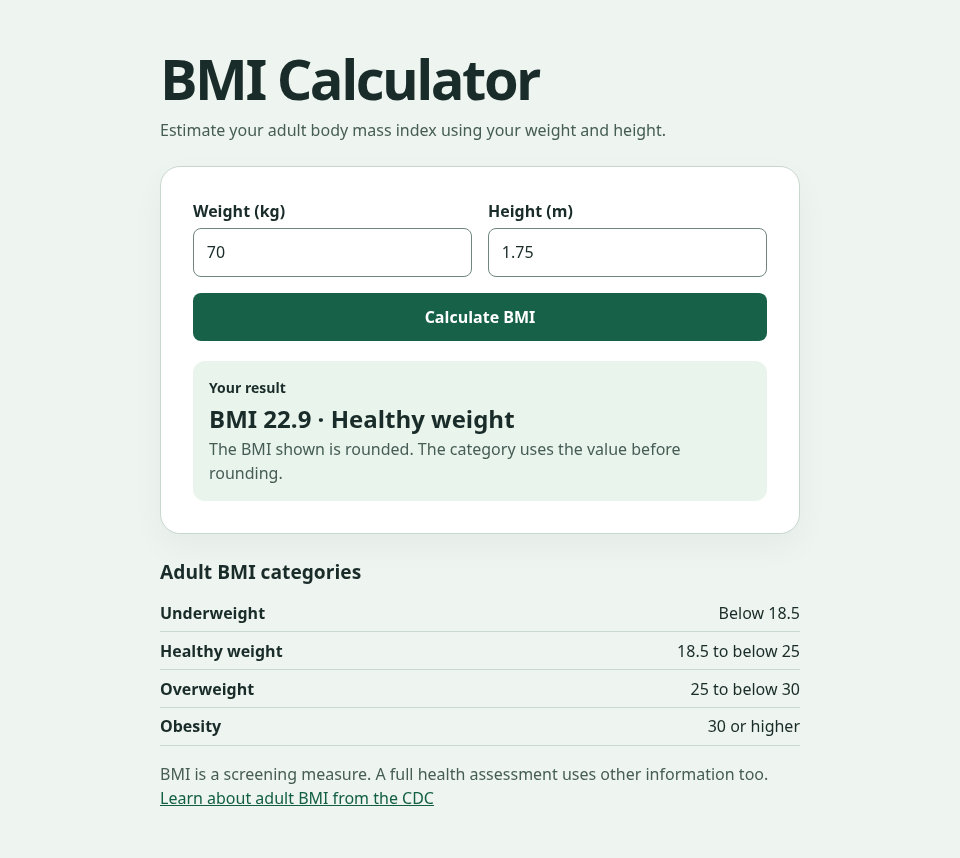 BMI Calculator
Estimate your adult body mass index using your weight and height.
Weight (kg)
Height (m)
70
1.75
Calculate BMI
Your result
BMI 22.9 · Healthy weight
The BMI shown is rounded. The category uses the value before
rounding.
Adult BMI categories
Underweight Below 18.5
Healthy weight 18.5 to below 25
Overweight 25 to below 30
Obesity 30 or higher
BMI is a screening measure. A full health assessment uses other information too.
Learn about adult BMI from the CDC